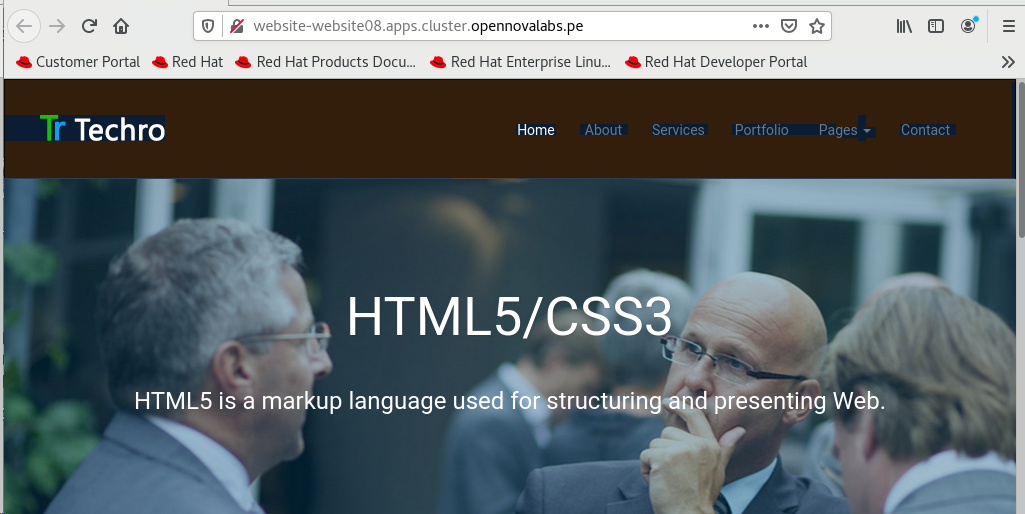 website-website08.apps.cluster.opennovalabs.pe
Customer Portal Red Hat Red Hat Products Docu... Red Hat Enterprise Linu... Red Hat Developer Portal
Tr Techro Home About Services Portfolio Pages Contact
HTML5/CSS3
HTML5 is a markup language used for structuring and presenting Web.